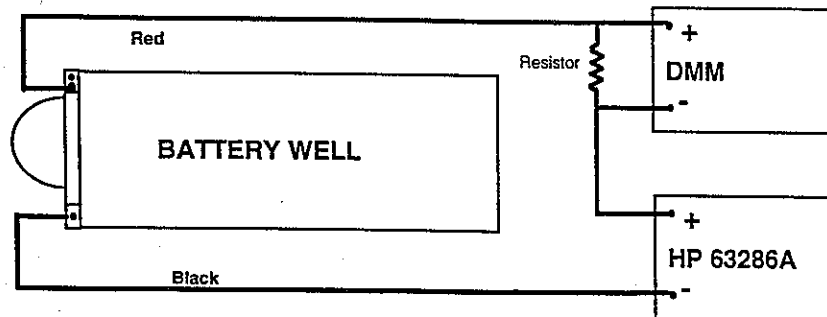 Red
Resistor
+
DMM
-
BATTERY WELL
+
HP 63286A
Black
-